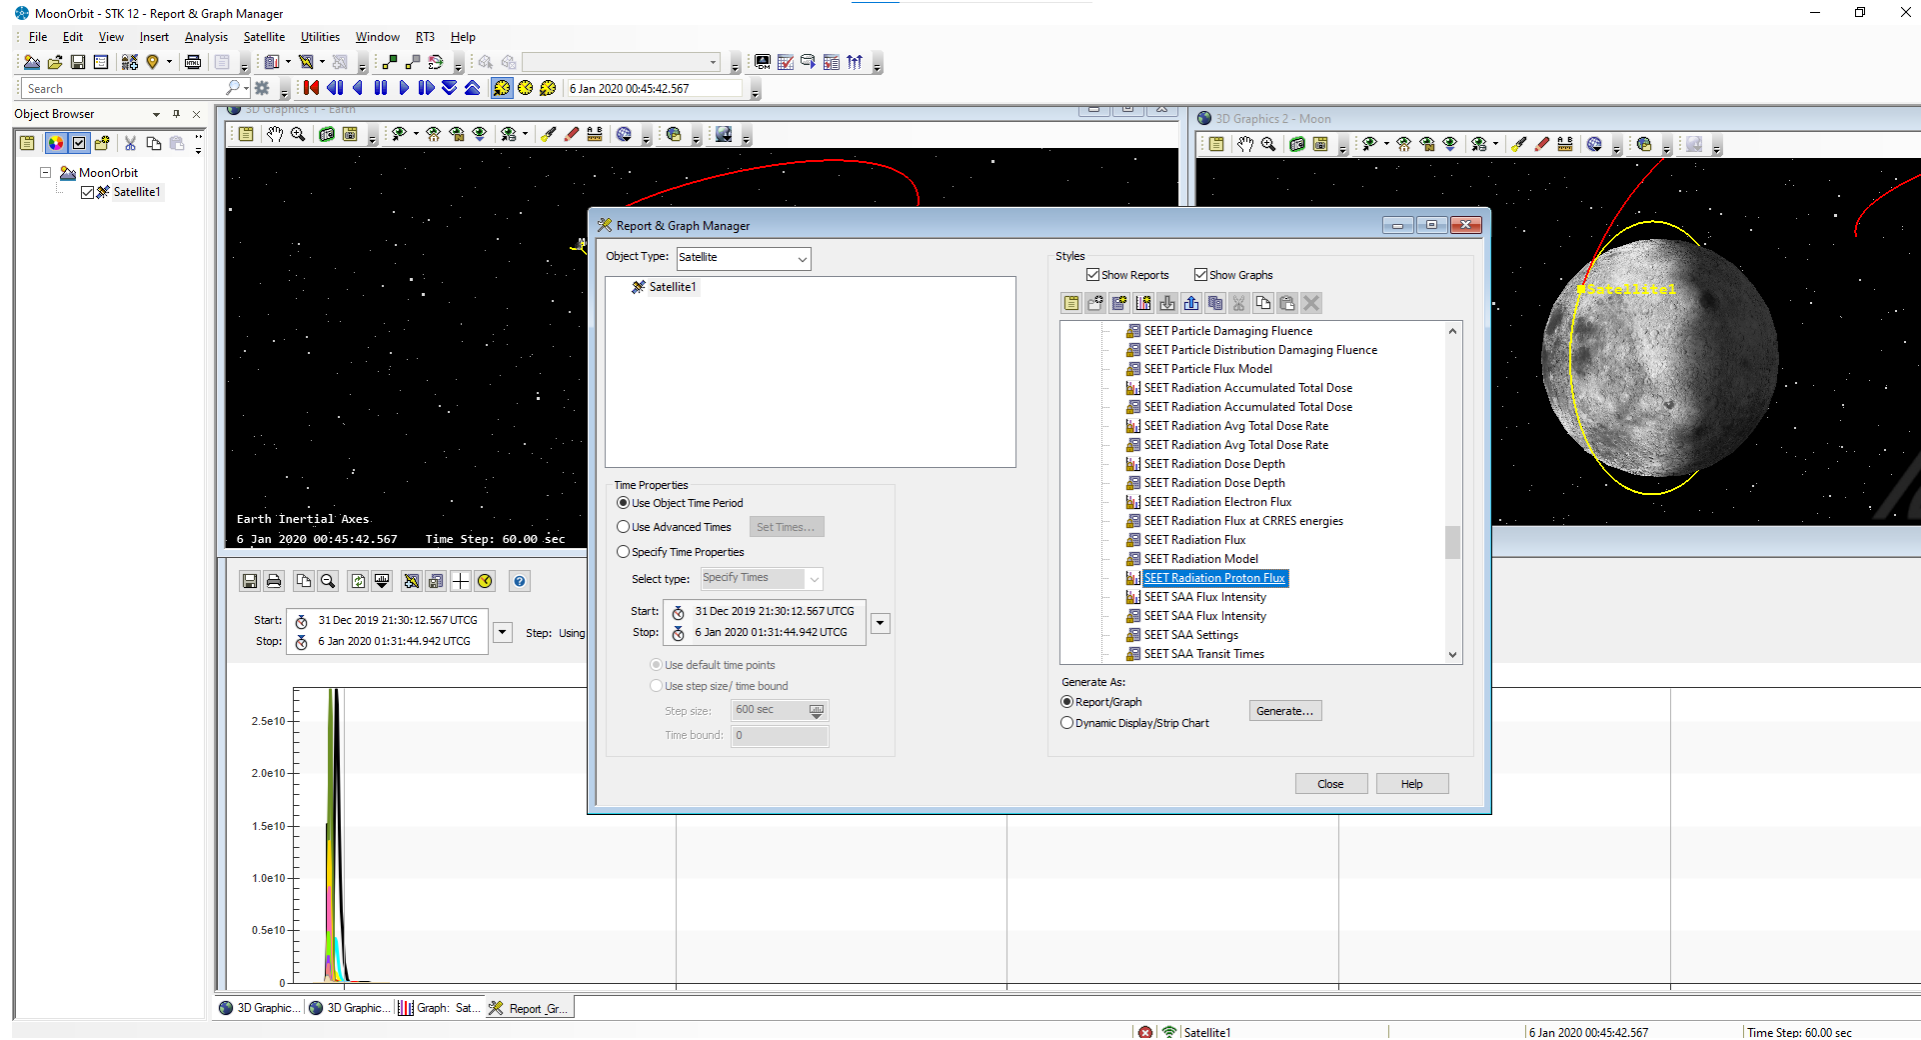 MoonOrbit - STK 12 - Report & Graph Manager
File Edit View Insert Analysis Satellite Utilities Window RT3 Help
Search
6 Jan 2020 00:45:42.567
Object Browser
MoonOrbit
Satellite1
3D Graphics 1 - Earth
Earth Inertial Axes
6 Jan 2020 00:45:42.567 Time Step: 60.00 sec
3D Graphics 2 - Moon
Satellite1
Report & Graph Manager
Object Type: Satellite
Satellite1
Time Properties
Use Object Time Period
Use Advanced Times Set Times...
Specify Time Properties
Select type: Specify Times
Start: 31 Dec 2019 21:30:12.567 UTCG
Stop: 6 Jan 2020 01:31:44.942 UTCG
Use default time points
Use step size/ time bound
Step size: 600 sec
Time bound: 0
Styles
Show Reports Show Graphs
SEET Particle Damaging Fluence
SEET Particle Distribution Damaging Fluence
SEET Particle Flux Model
SEET Radiation Accumulated Total Dose
SEET Radiation Accumulated Total Dose
SEET Radiation Avg Total Dose Rate
SEET Radiation Avg Total Dose Rate
SEET Radiation Dose Depth
SEET Radiation Dose Depth
SEET Radiation Electron Flux
SEET Radiation Flux at CRRES energies
SEET Radiation Flux
SEET Radiation Model
SEET Radiation Proton Flux
SEET SAA Flux Intensity
SEET SAA Flux Intensity
SEET SAA Settings
SEET SAA Transit Times
Generate As:
Report/Graph
Dynamic Display/Strip Chart
Generate...
Close Help
Start: 31 Dec 2019 21:30:12.567 UTCG
Stop: 6 Jan 2020 01:31:44.942 UTCG
Step: Using
2.5e10
2.0e10
1.5e10
1.0e10
0.5e10
0
3D Graphic... 3D Graphic... Graph: Sat... Report_Gr...
Satellite1 6 Jan 2020 00:45:42.567 Time Step: 60.00 sec